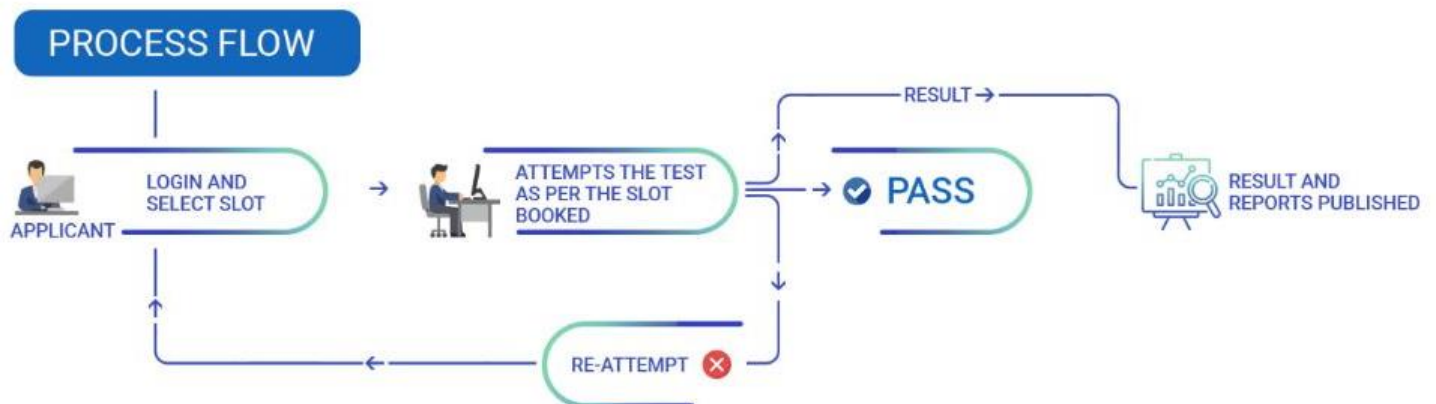 PROCESS FLOW
RESULT
LOGIN AND
SELECT SLOT
APPLICANT
ATTEMPTS THE TEST
AS PER THE SLOT
BOOKED
PASS
RESULT AND
REPORTS PUBLISHED
RE-ATTEMPT